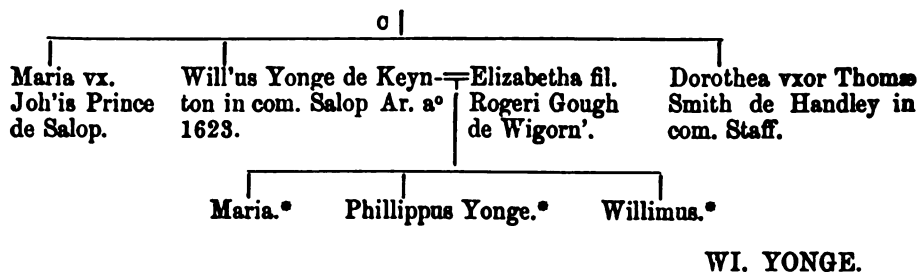 c
Maria vx.
Joh'is Prince
de Salop.
Will'us Yonge de Keyn-
ton in com. Salop Ar. aº
1623.
Elizabetha fil.
Rogeri Gough
de Wigorn'.
Dorothea vxor Thomæ
Smith de Handley in
com. Staff.
Maria.* Phillippus Yonge.* Willimus.*
WI. YONGE.